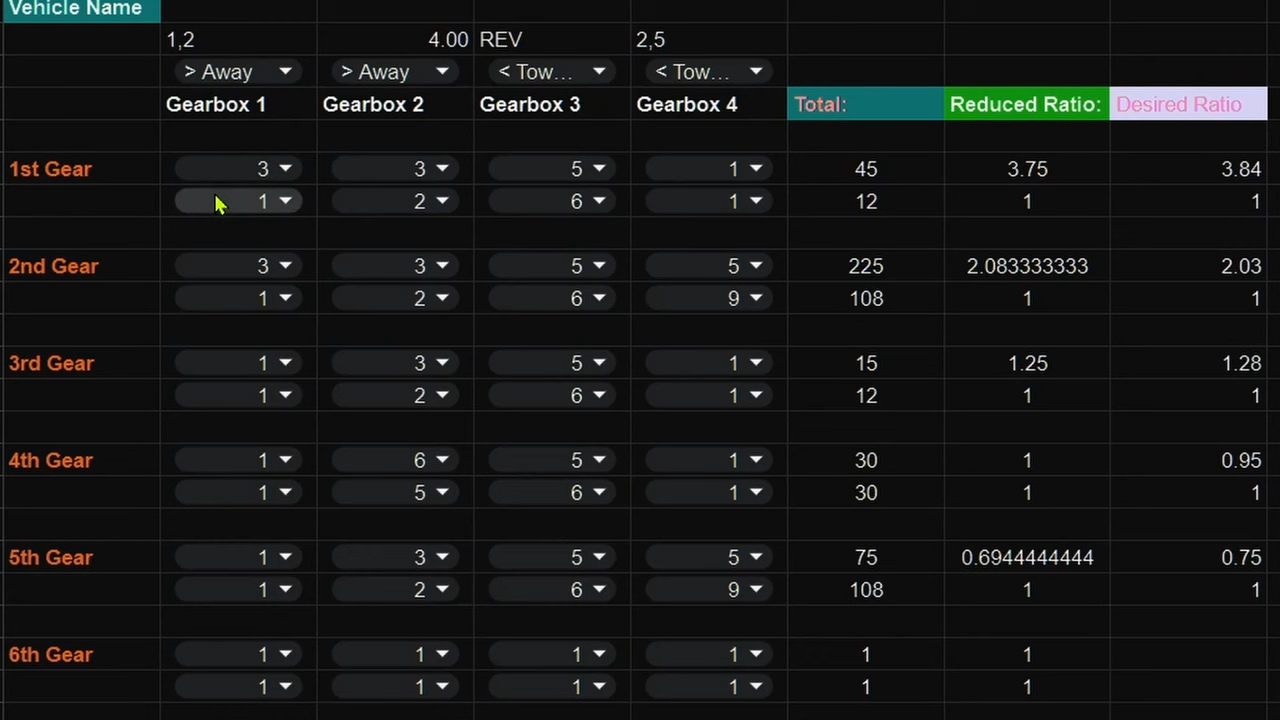 Vehicle Name
1,2 4.00 REV 2,5
> Away > Away < Tow... < Tow...
Gearbox 1 Gearbox 2 Gearbox 3 Gearbox 4 Total: Reduced Ratio: Desired Ratio
1st Gear 3 3 5 1 45 3.75 3.84
1 2 6 1 12 1 1
2nd Gear 3 3 5 5 225 2.083333333 2.03
1 2 6 9 108 1 1
3rd Gear 1 3 5 1 15 1.25 1.28
1 2 6 1 12 1 1
4th Gear 1 6 5 1 30 1 0.95
1 5 6 1 30 1 1
5th Gear 1 3 5 5 75 0.6944444444 0.75
1 2 6 9 108 1 1
6th Gear 1 1 1 1 1 1
1 1 1 1 1 1